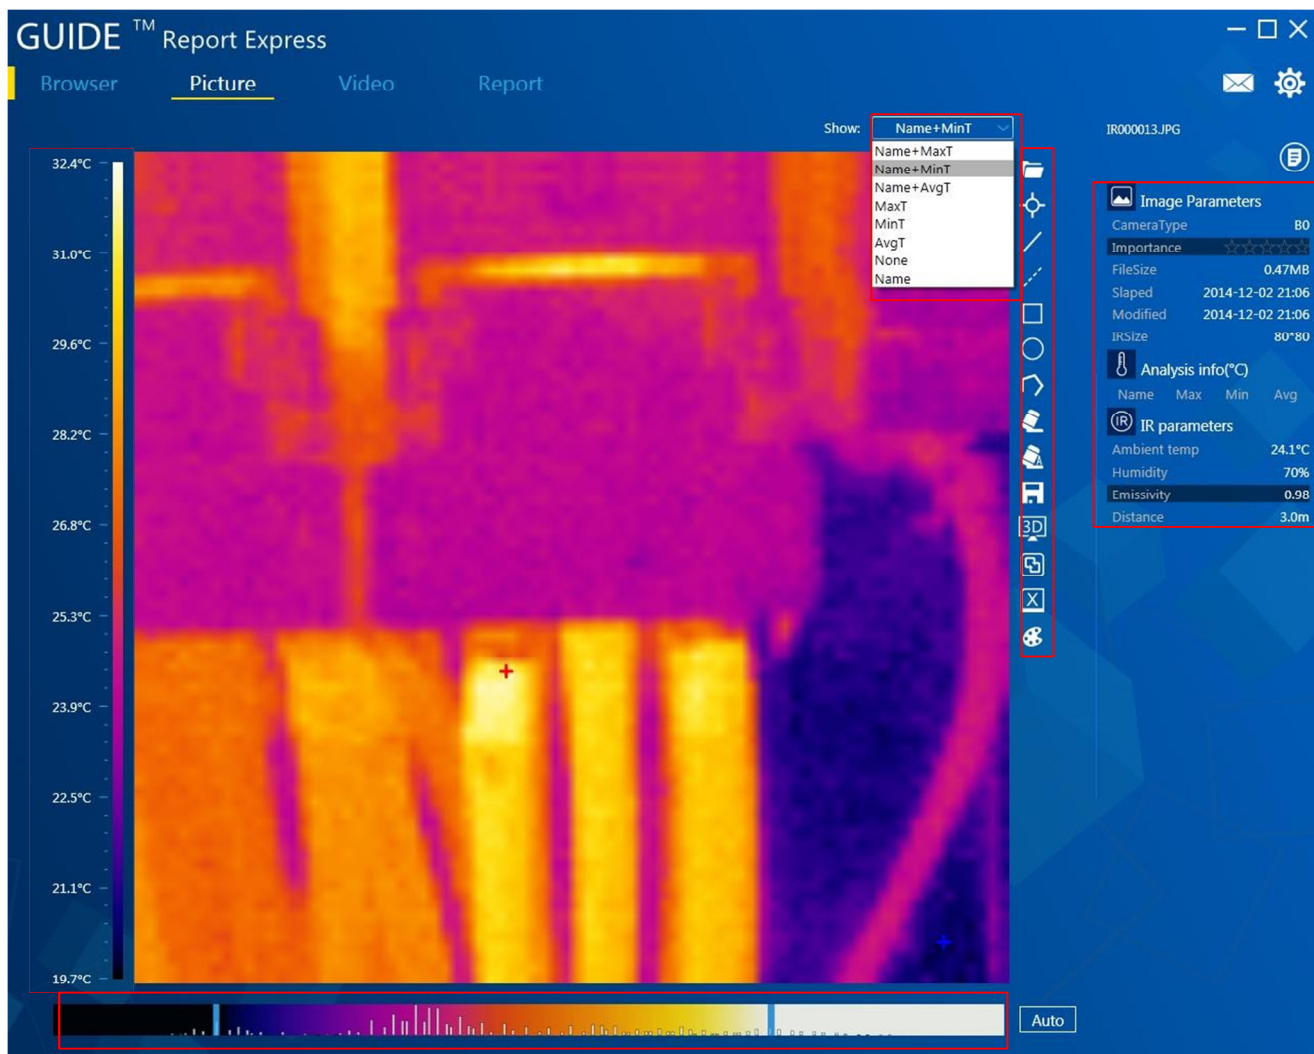 GUIDE ™ Report Express
Browser Picture Video Report
Show: Name+MinT
IR000013.JPG
Name+MaxT
Name+MinT
Name+AvgT
MaxT
MinT
AvgT
None
Name
32.4°C
31.0°C
29.6°C
28.2°C
26.8°C
25.3°C
23.9°C
22.5°C
21.1°C
19.7°C
A
3D
X
Image Parameters
CameraType B0
Importance
FileSize 0.47MB
Slaped 2014-12-02 21:06
Modified 2014-12-02 21:06
IRSize 80*80
Analysis info(°C)
Name Max Min Avg
IR IR parameters
Ambient temp 24.1°C
Humidity 70%
Emissivity 0.98
Distance 3.0m
Auto